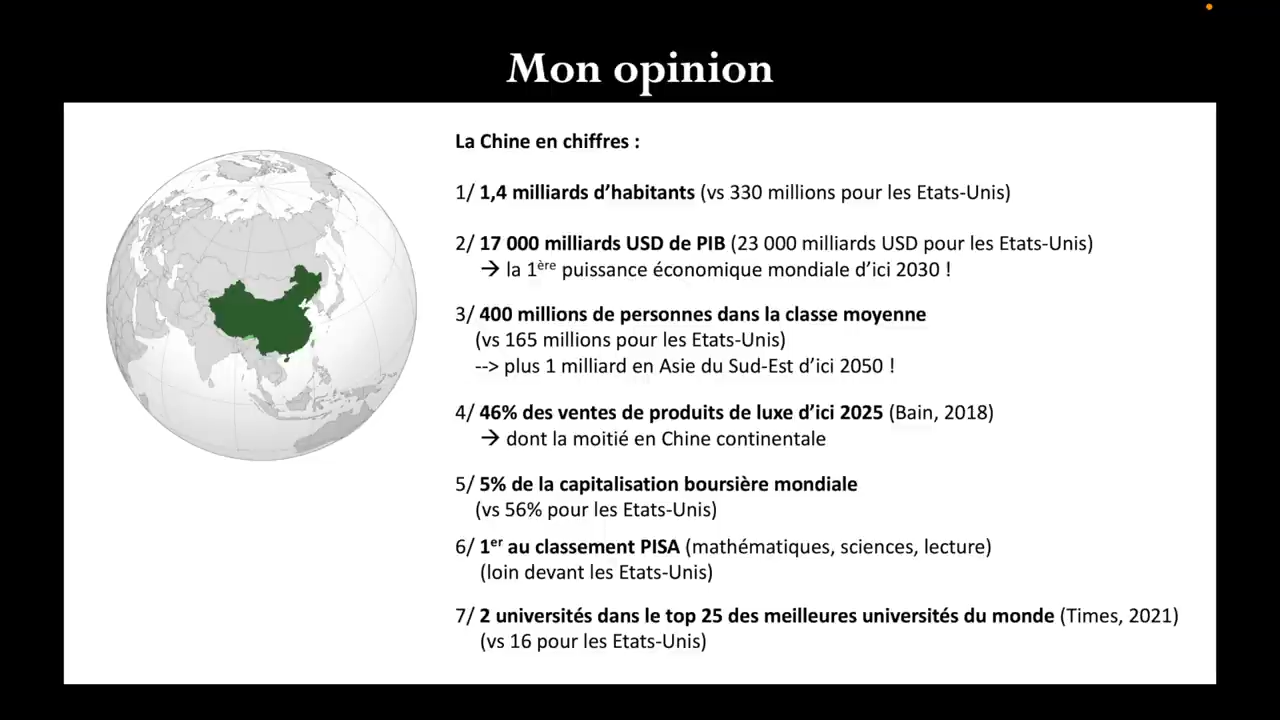 Mon opinion
La Chine en chiffres :
1/ 1,4 milliards d’habitants (vs 330 millions pour les Etats-Unis)
2/ 17 000 milliards USD de PIB (23 000 milliards USD pour les Etats-Unis)
→ la 1ère puissance économique mondiale d’ici 2030 !
3/ 400 millions de personnes dans la classe moyenne
(vs 165 millions pour les Etats-Unis)
--> plus 1 milliard en Asie du Sud-Est d’ici 2050 !
4/ 46% des ventes de produits de luxe d’ici 2025 (Bain, 2018)
→ dont la moitié en Chine continentale
5/ 5% de la capitalisation boursière mondiale
(vs 56% pour les Etats-Unis)
6/ 1er au classement PISA (mathématiques, sciences, lecture)
(loin devant les Etats-Unis)
7/ 2 universités dans le top 25 des meilleures universités du monde (Times, 2021)
(vs 16 pour les Etats-Unis)